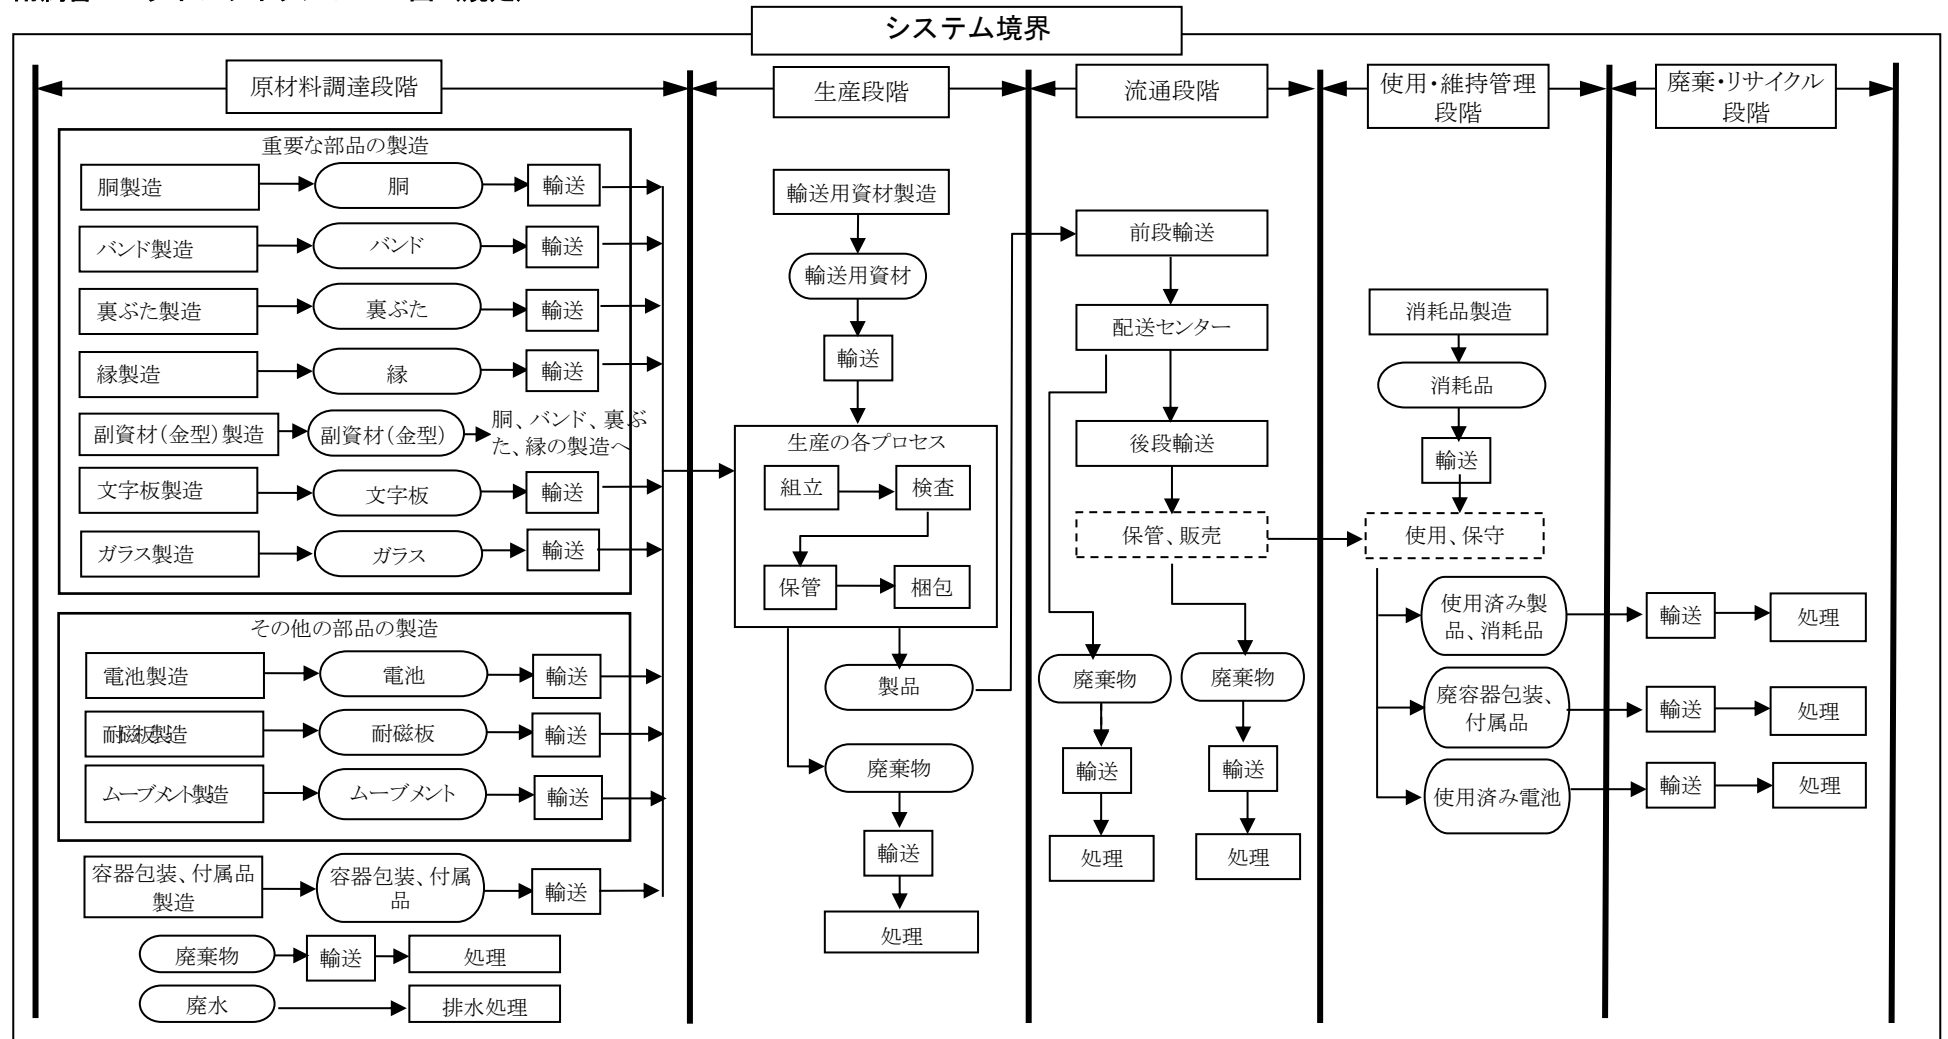 システム境界
原材料調達段階
生産段階
流通段階
使用・維持管理
段階
廃棄・リサイクル
段階
重要な部品の製造
胴製造
胴
輸送
バンド製造
バンド
輸送
裏ぶた製造
裏ぶた
輸送
縁製造
縁
輸送
副資材(金型)製造
副資材(金型)
胴、バンド、裏ぶ
た、縁の製造へ
文字板製造
文字板
輸送
ガラス製造
ガラス
輸送
その他の部品の製造
電池製造
電池
輸送
耐磁板製造
耐磁板
輸送
ムーブメント製造
ムーブメント
輸送
容器包装、付属品
製造
容器包装、付属
品
輸送
廃棄物
輸送
処理
廃水
排水処理
輸送用資材製造
輸送用資材
輸送
生産の各プロセス
組立
検査
保管
梱包
製品
廃棄物
輸送
処理
前段輸送
配送センター
後段輸送
保管、販売
廃棄物
廃棄物
輸送
輸送
処理
処理
消耗品製造
消耗品
輸送
使用、保守
使用済み製
品、消耗品
輸送
処理
廃容器包装、
付属品
輸送
処理
使用済み電池
輸送
処理